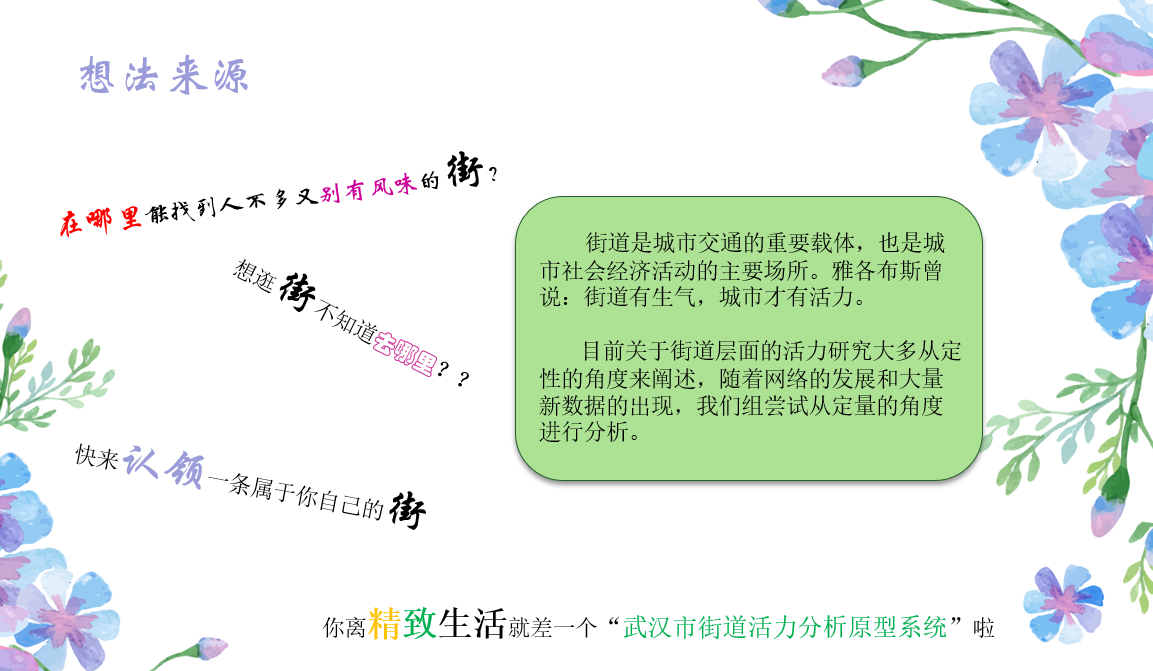 想法来源
在哪里能找到人不多又别有风味的街?
想逛街不知道去哪里??
快来认领一条属于你自己的街
街道是城市交通的重要载体，也是城
市社会经济活动的主要场所。雅各布斯曾
说：街道有生气，城市才有活力。
目前关于街道层面的活力研究大多从定
性的角度来阐述，随着网络的发展和大量
新数据的出现，我们组尝试从定量的角度
进行分析。
你离精致生活就差一个“武汉市街道活力分析原型系统”啦